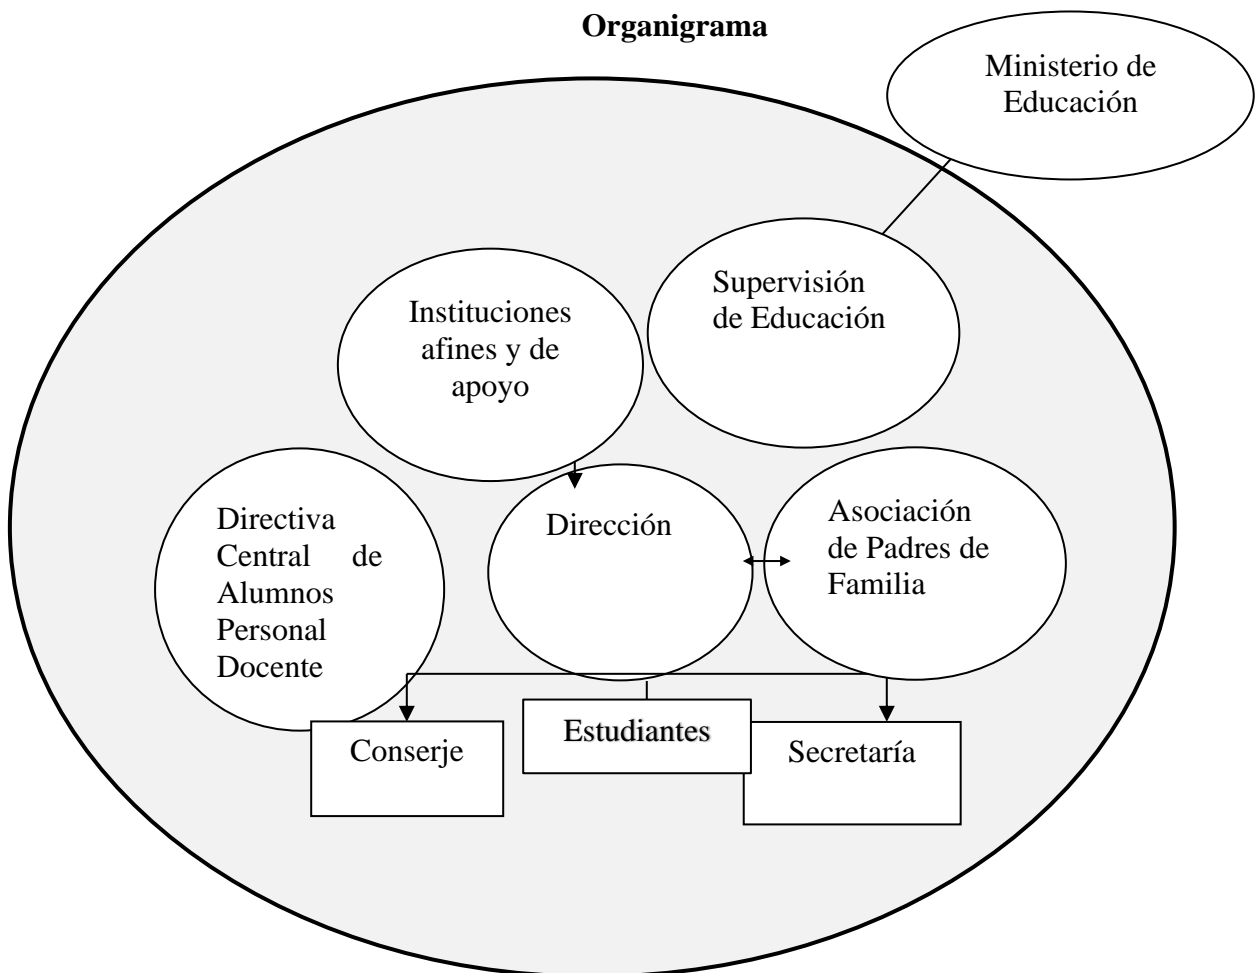 Organigrama
Ministerio de
Educación
Supervisión
de Educación
Instituciones
afines y de
apoyo
Directiva
Central de
Alumnos
Personal
Docente
Dirección
Asociación
de Padres de
Familia
Conserje
Estudiantes
Secretaría